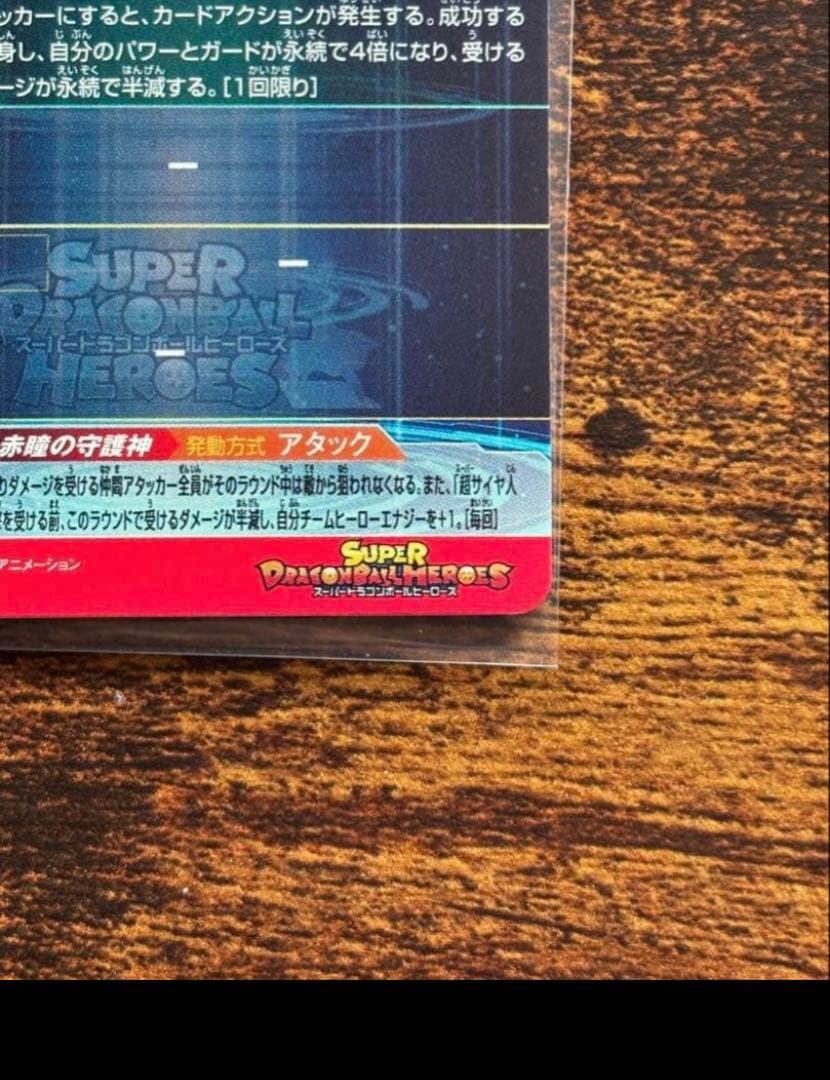 ッカーにすると、カードアクションが発生する。成功する
身し、自分のパワーとガードが永続で4倍になり、受ける
ージが永続で半減する。[1回限り]
SUPER
DRAGONBALL
スーパードラゴンボールヒーローズ
HEROES
赤瞳の守護神 発動方式 アタック
りダメージを受ける仲間アタッカー全員がそのラウンド中は敵から狙われなくなる。また、「超サイヤ人
を受ける前、このラウンドで受けるダメージが半減し、自分チームヒーローエナジーを+1。[毎回]
アニメーション
SUPER
DRAGONBALL HEROES
スーパードラゴンボールヒーローズ